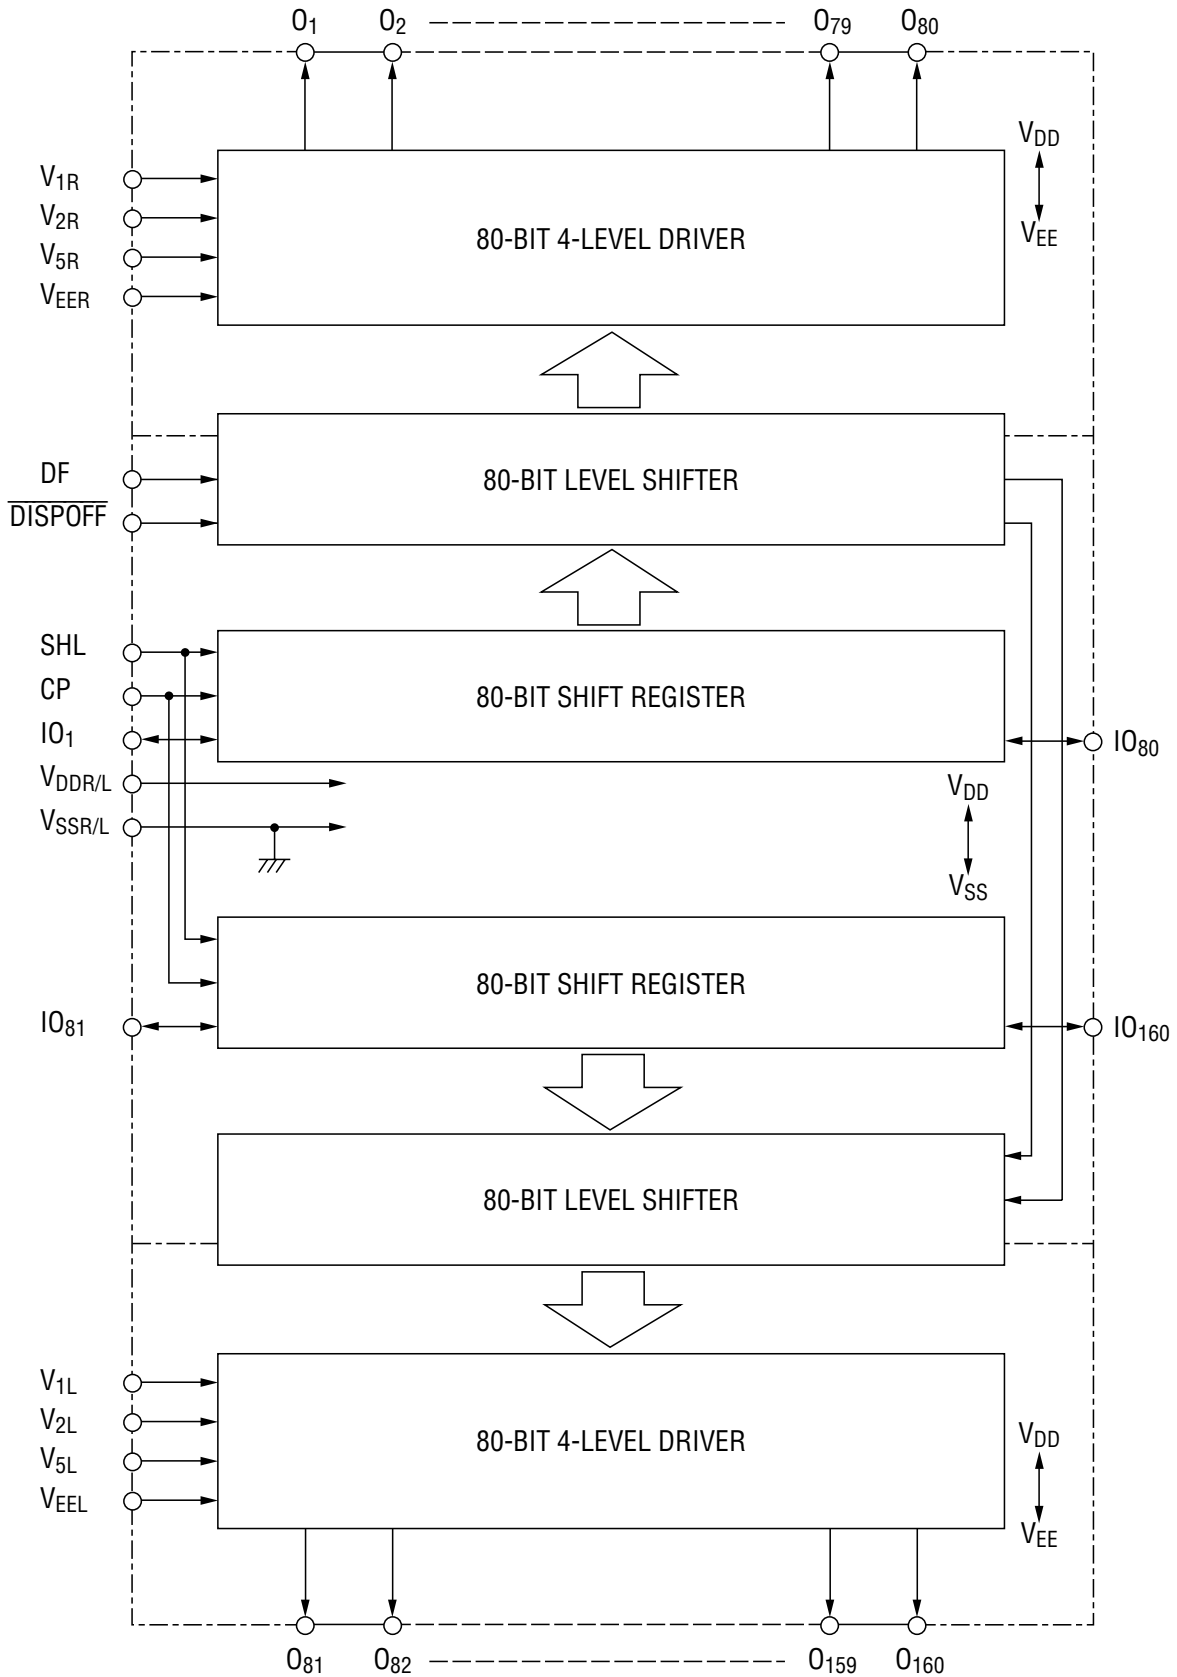 O1 O2 O79 O80
VDD
V1R
V2R
V5R
VEER
80-BIT 4-LEVEL DRIVER
VEE
DF
DISPOFF
80-BIT LEVEL SHIFTER
SHL
CP
IO1
80-BIT SHIFT REGISTER
IO80
VDDR/L
VSSR/L
VDD
VSS
80-BIT SHIFT REGISTER
IO81
IO160
80-BIT LEVEL SHIFTER
V1L
V2L
V5L
VEEL
80-BIT 4-LEVEL DRIVER
VDD
VEE
O81 O82 O159 O160